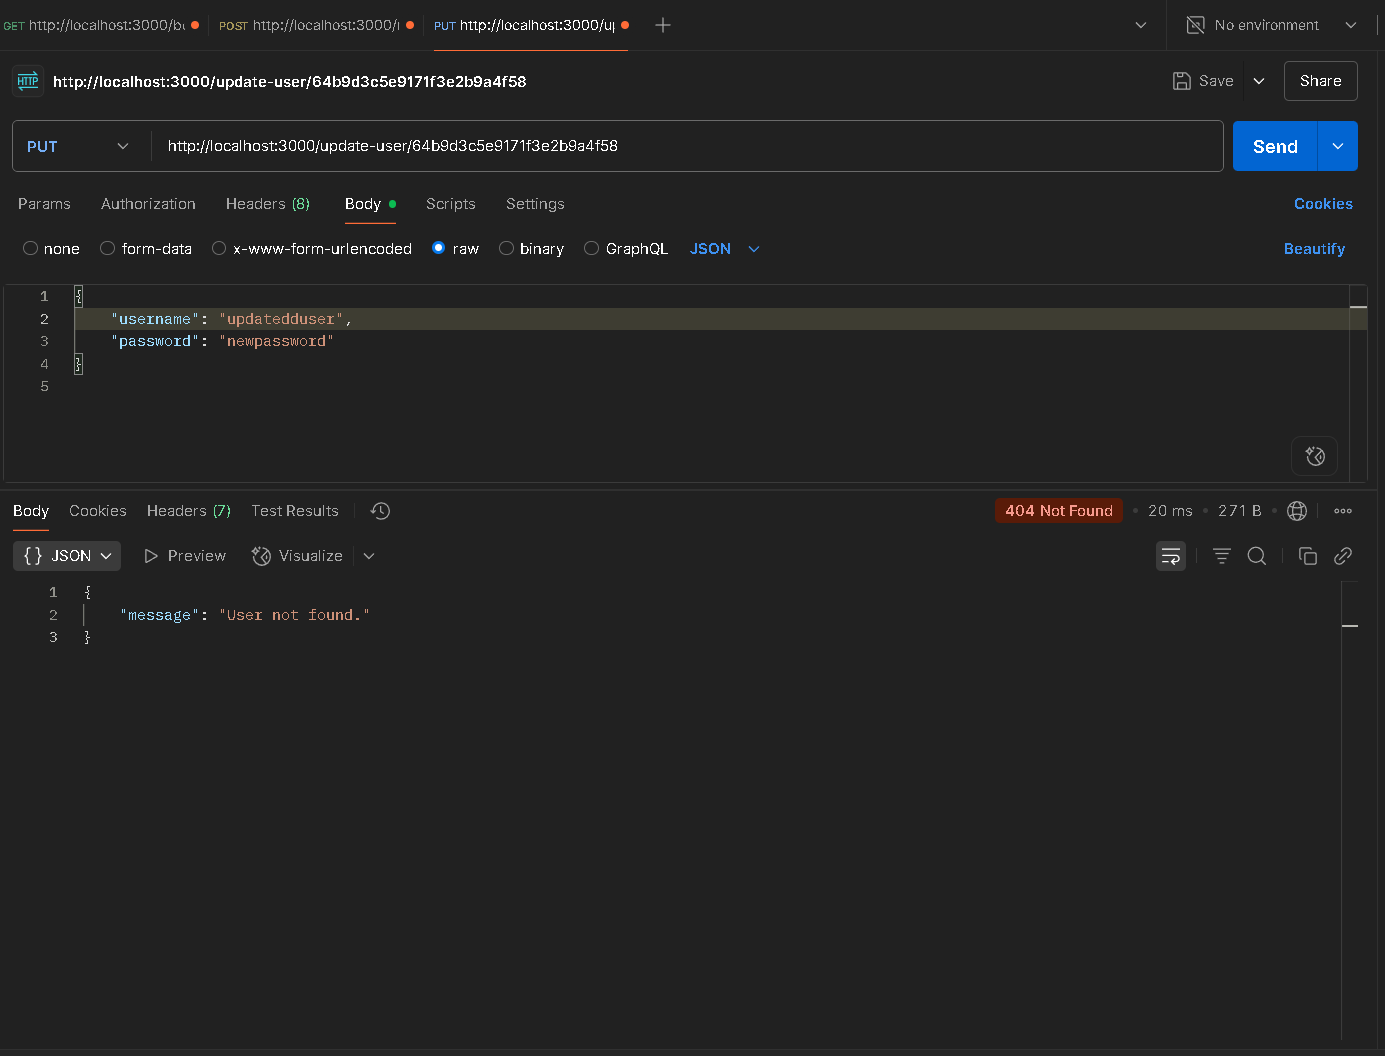 GET http://localhost:3000/bu
POST http://localhost:3000/r
PUT http://localhost:3000/up
No environment
HTTP http://localhost:3000/update-user/64b9d3c5e9171f3e2b9a4f58
Save
Share
PUT
http://localhost:3000/update-user/64b9d3c5e9171f3e2b9a4f58
Send
Params Authorization Headers (8) Body Scripts Settings Cookies
none form-data x-www-form-urlencoded raw binary GraphQL JSON Beautify
1 {
2 "username": "updatedduser",
3 "password": "newpassword"
4 }
5
Body Cookies Headers (7) Test Results 404 Not Found 20 ms 271 B
{} JSON Preview Visualize
1 {
2 "message": "User not found."
3 }